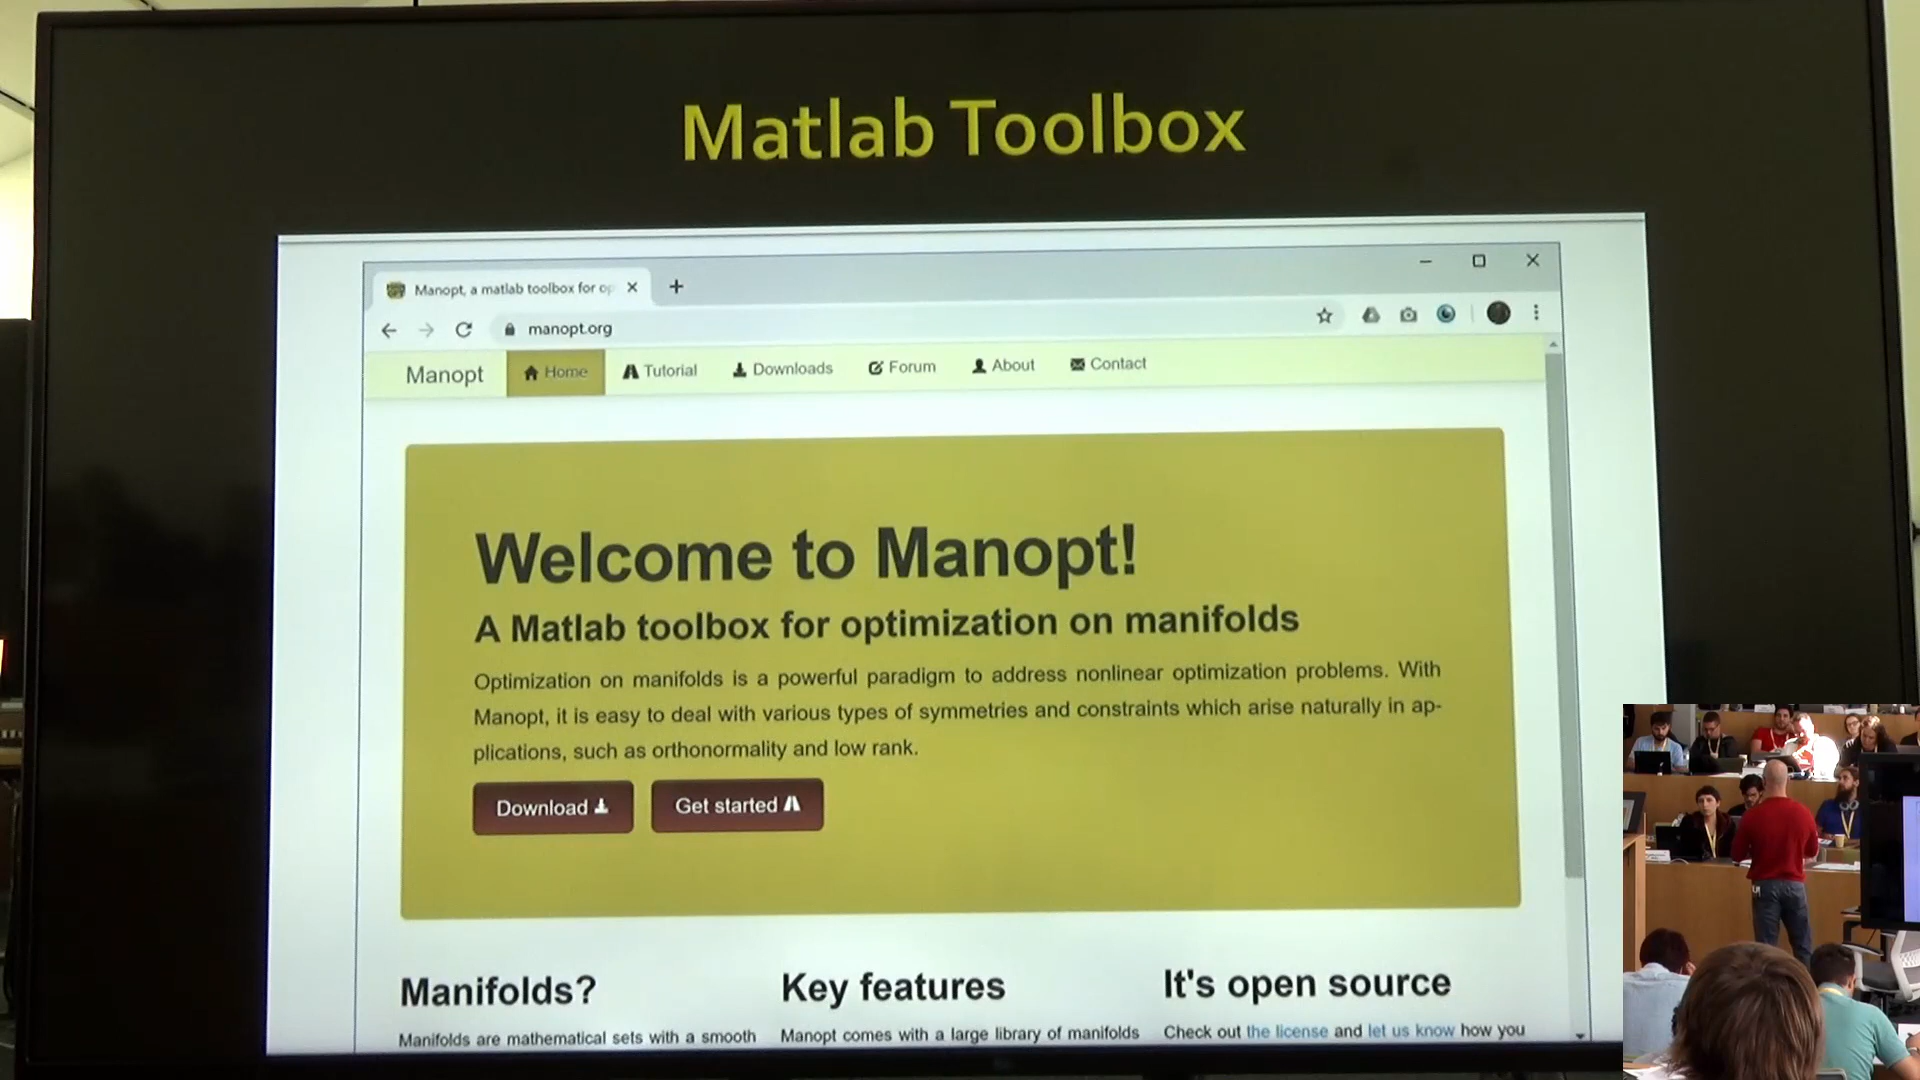 Matlab Toolbox
Manopt, a matlab toolbox for op
manopt.org
Manopt Home Tutorial Downloads Forum About Contact
Welcome to Manopt!
A Matlab toolbox for optimization on manifolds
Optimization on manifolds is a powerful paradigm to address nonlinear optimization problems. With
Manopt, it is easy to deal with various types of symmetries and constraints which arise naturally in ap-
plications, such as orthonormality and low rank.
Download Get started
Manifolds?
Manifolds are mathematical sets with a smooth
Key features
Manopt comes with a large library of manifolds
It's open source
Check out the license and let us know how you